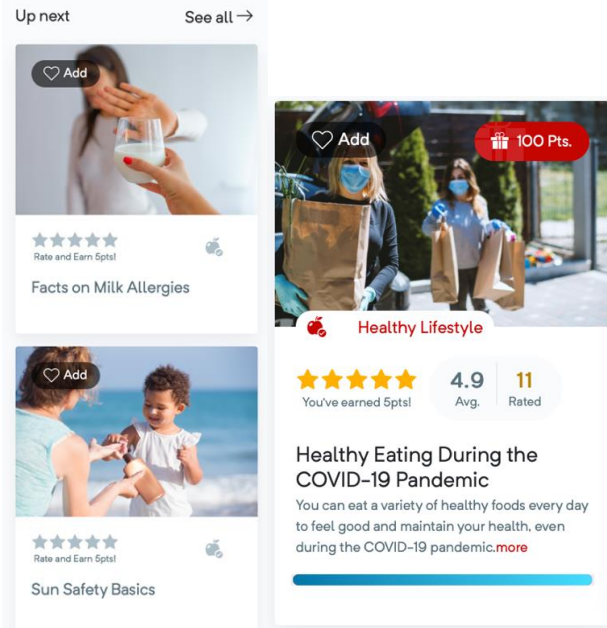 Up next
See all →
Add
Rate and Earn 5pts!
Facts on Milk Allergies
Add
Rate and Earn 5pts!
Sun Safety Basics
Add
100 Pts.
Healthy Lifestyle
You've earned 5pts!
4.9
Avg.
11
Rated
Healthy Eating During the
COVID-19 Pandemic
You can eat a variety of healthy foods every day
to feel good and maintain your health, even
during the COVID-19 pandemic.more